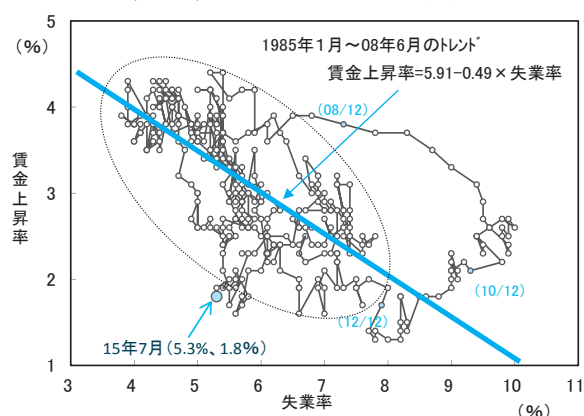 5
(%)
4
3
2
1
賃金上昇率
1985年1月~08年6月のトレンド
賃金上昇率=5.91-0.49×失業率
(08/12)
(10/12)
(12/12)
15年7月(5.3%、1.8%)
3 4 5 6 7 8 9 10 11
失業率
(%)